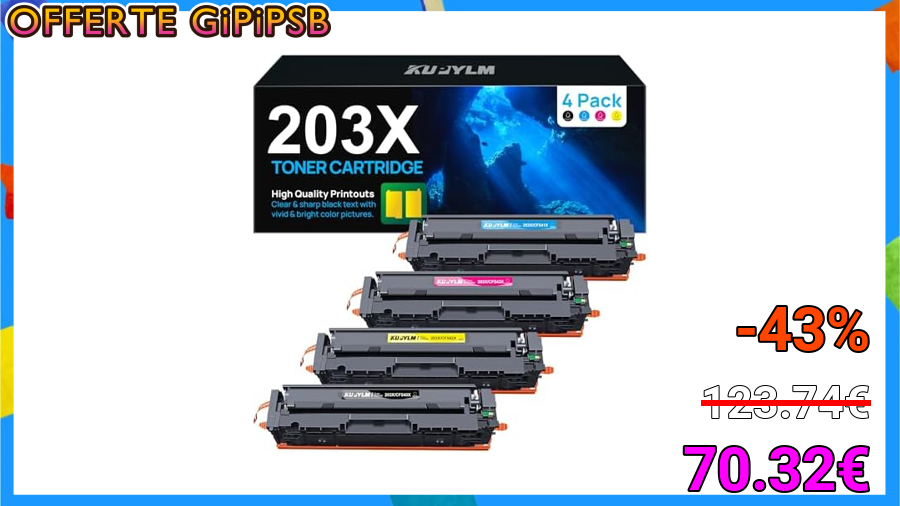 OFFERTE GiPiPSB
KUPYLM
4 Pack
203X
TONER CARTRIDGE
High Quality Printouts
Clear & sharp black text with
vivid & bright color pictures.
-43%
123.74€
70.32€